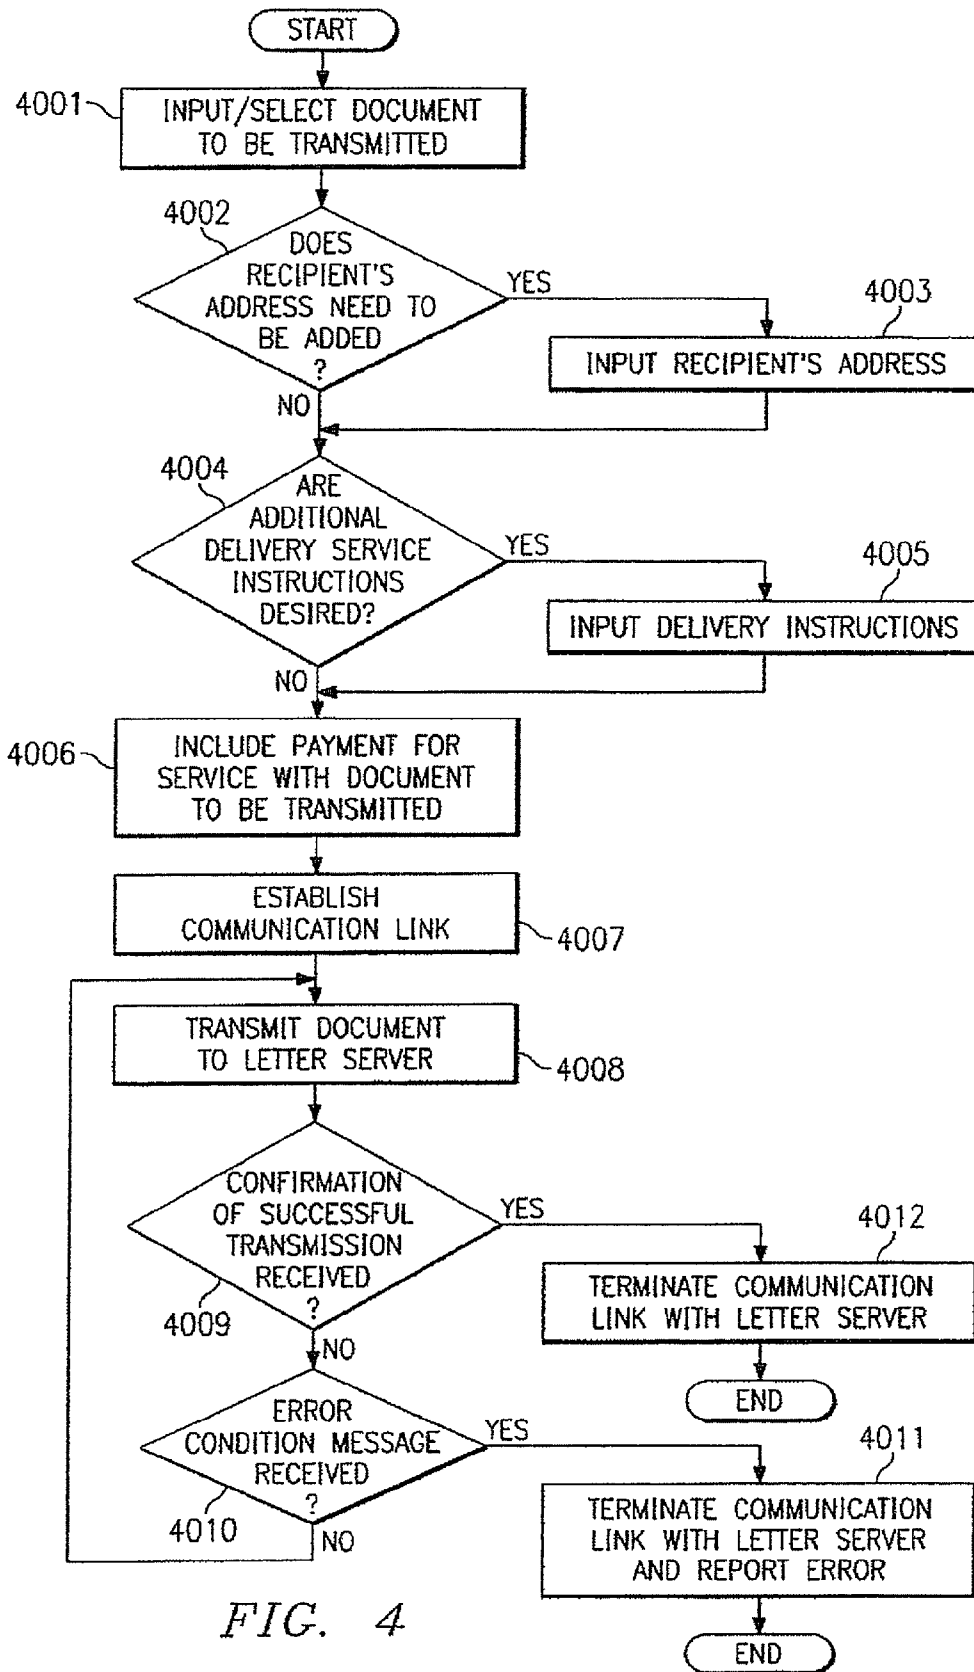 START
4001
INPUT/SELECT DOCUMENT
TO BE TRANSMITTED
4002
DOES
RECIPIENT'S
ADDRESS NEED TO
BE ADDED
?
YES
4003
INPUT RECIPIENT'S ADDRESS
NO
4004
ARE
ADDITIONAL
DELIVERY SERVICE
INSTRUCTIONS
DESIRED?
YES
4005
INPUT DELIVERY INSTRUCTIONS
NO
4006
INCLUDE PAYMENT FOR
SERVICE WITH DOCUMENT
TO BE TRANSMITTED
ESTABLISH
COMMUNICATION LINK
4007
TRANSMIT DOCUMENT
TO LETTER SERVER
4008
CONFIRMATION
OF SUCCESSFUL
TRANSMISSION
RECEIVED
?
4009
YES
4012
TERMINATE COMMUNICATION
LINK WITH LETTER SERVER
END
NO
ERROR
CONDITION MESSAGE
RECEIVED
?
4010
YES
4011
TERMINATE COMMUNICATION
LINK WITH LETTER SERVER
AND REPORT ERROR
END
NO
FIG. 4